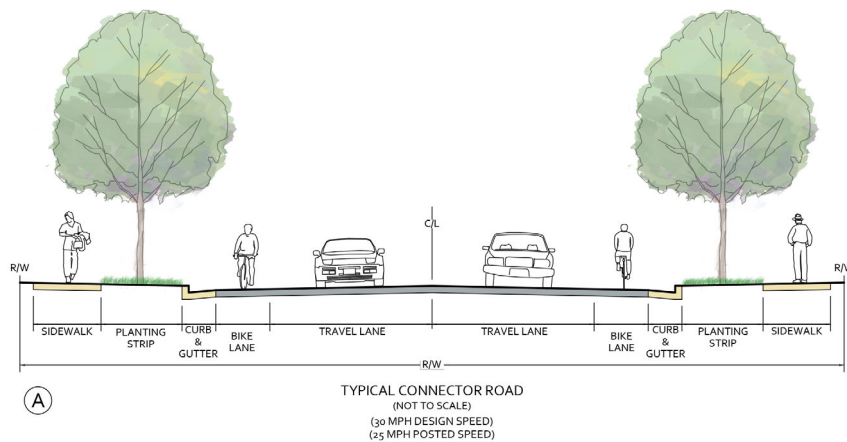 C/L
R/W
R/W
SIDEWALK
PLANTING
STRIP
CURB
&
GUTTER
BIKE
LANE
TRAVEL LANE
TRAVEL LANE
BIKE
LANE
CURB
&
GUTTER
PLANTING
STRIP
SIDEWALK
R/W
A
TYPICAL CONNECTOR ROAD
(NOT TO SCALE)
(30 MPH DESIGN SPEED)
(25 MPH POSTED SPEED)